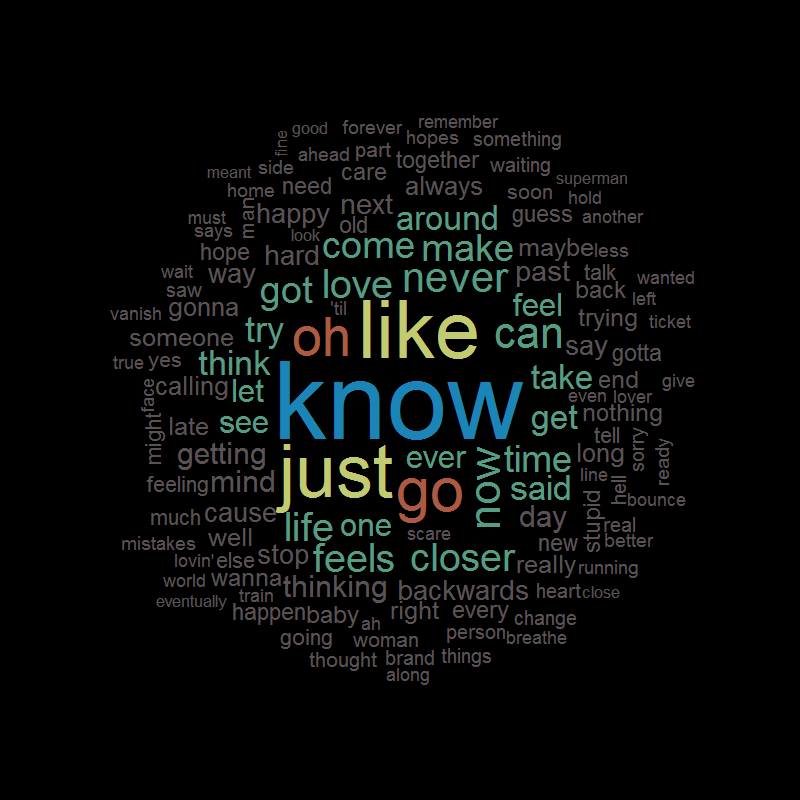 remember
good forever hopes something
fine
ahead part together waiting
meant side care superman
home need always soon hold
must man happy next around guess another
says look old
hope hard come make maybe less
wait way love never past talk wanted
saw got back left
vanish gonna 'til feel trying ticket
someone try oh like can say gotta
true yes think know take end give
face calling let even lover
might late see get nothing
tell sorry
getting just ever now time long ready
feeling mind go said line hell bounce
much cause life one day stupid real
mistakes well scare new better
lovin' else stop feels closer really running
world wanna thinking backwards heart close
eventually train
happen baby ah right every change
going woman person breathe
thought brand things
along